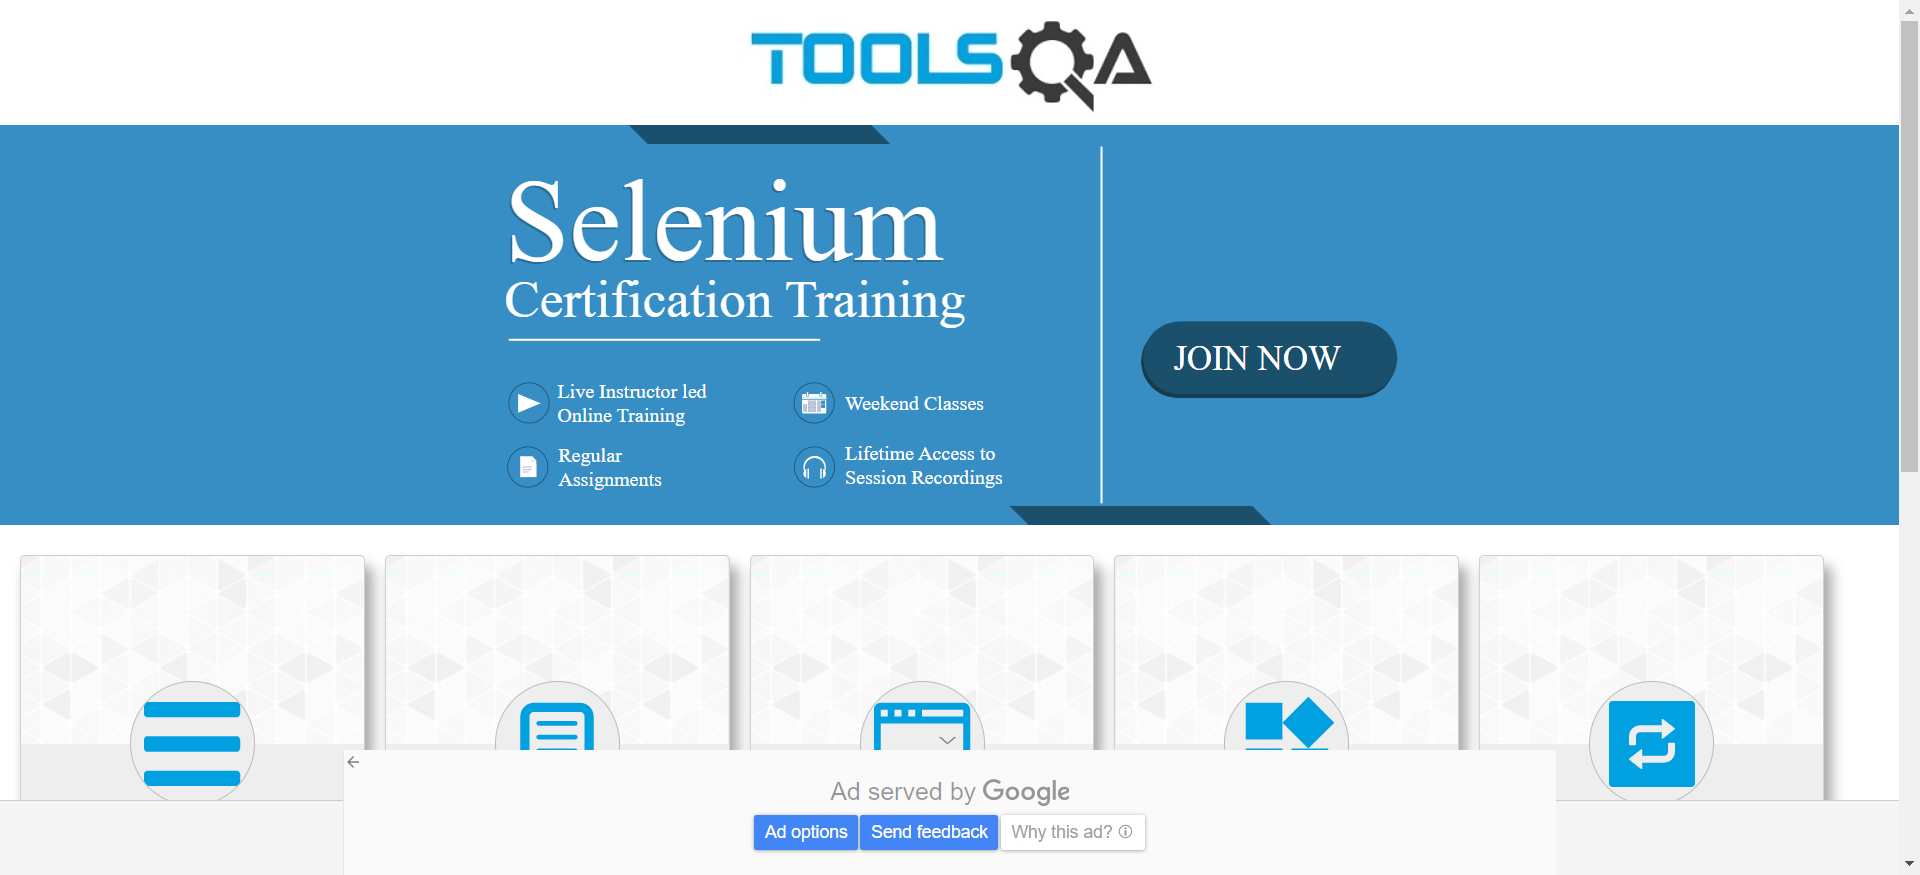 TOOLSQA
Selenium
Certification Training
JOIN NOW
Live Instructor led
Online Training
Weekend Classes
Regular
Assignments
Lifetime Access to
Session Recordings
Ad served by Google
Ad options
Send feedback
Why this ad?